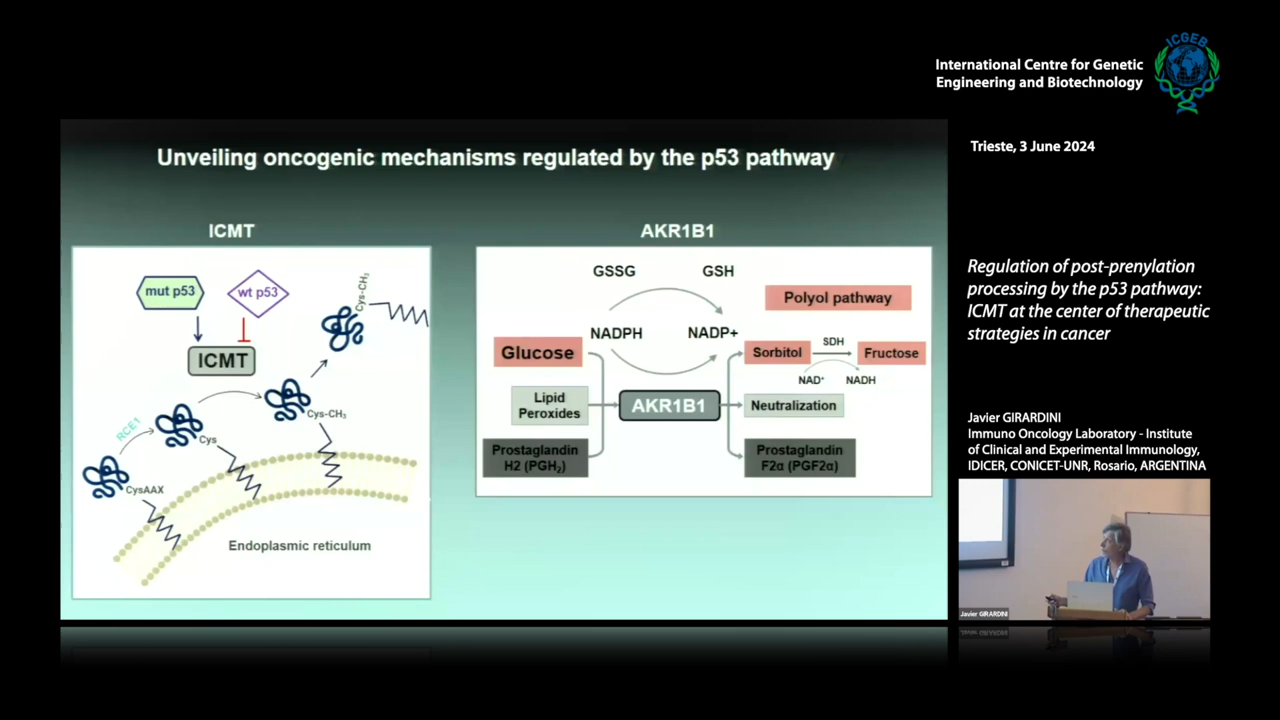 International Centre for Genetic
Engineering and Biotechnology
ICGEB
Trieste, 3 June 2024
Unveiling oncogenic mechanisms regulated by the p53 pathway
ICMT
mut p53
wt p53
ICMT
RCE1
CysAAX
Cys
Cys-CH3
Cys-CH3
Endoplasmic reticulum
AKR1B1
GSSG
GSH
Polyol pathway
NADPH
NADP+
Glucose
Sorbitol
SDH
Fructose
NAD+
NADH
Lipid
Peroxides
AKR1B1
Neutralization
Prostaglandin
H2 (PGH2)
Prostaglandin
F2α (PGF2α)
Regulation of post-prenylation
processing by the p53 pathway:
ICMT at the center of therapeutic
strategies in cancer
Javier GIRARDINI
Immuno Oncology Laboratory - Institute
of Clinical and Experimental Immunology,
IDICER, CONICET-UNR, Rosario, ARGENTINA
Javier GIRARDINI